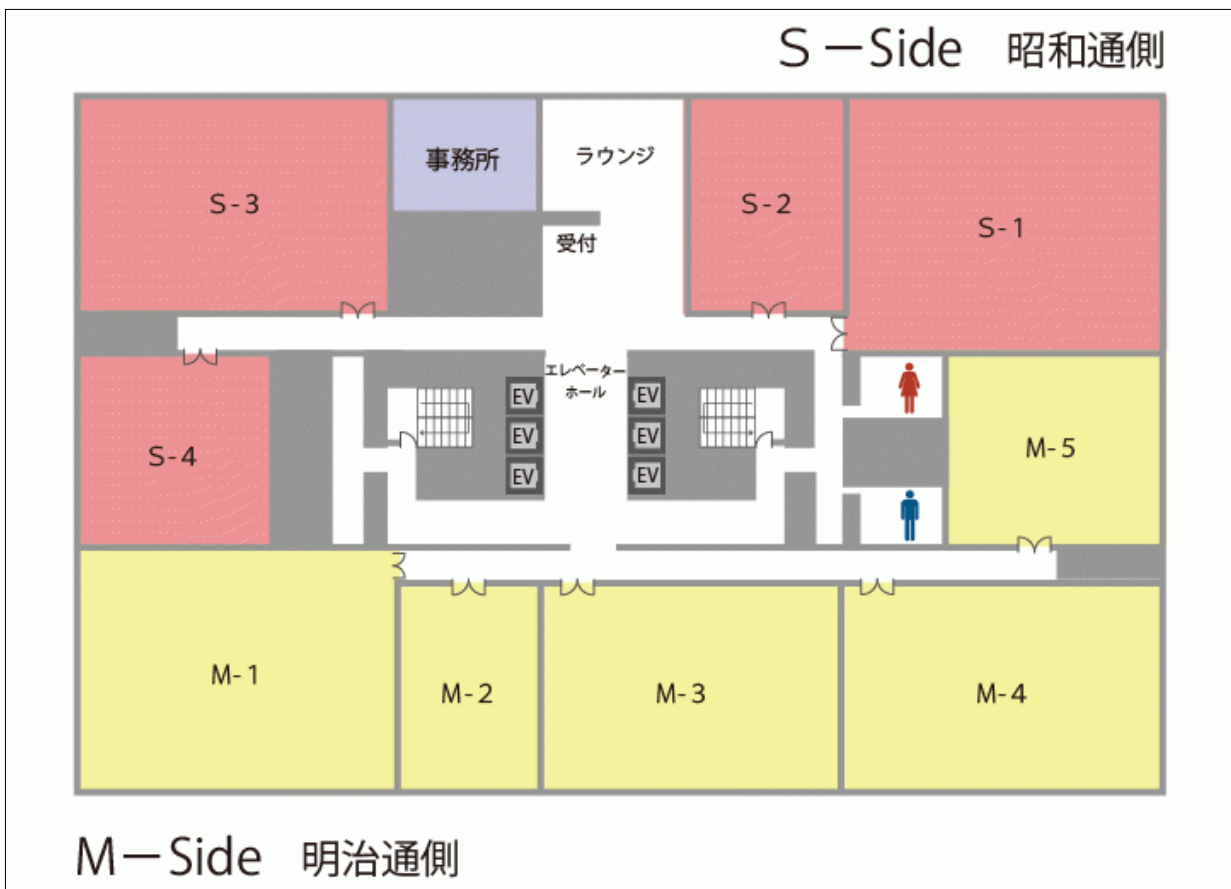 S－Side 昭和通側
S-3
事務所
ラウンジ
S-2
S-1
受付
エレベーター
ホール
EV
EV
EV
EV
EV
EV
S-4
M-5
M-1
M-2
M-3
M-4
M－Side 明治通側